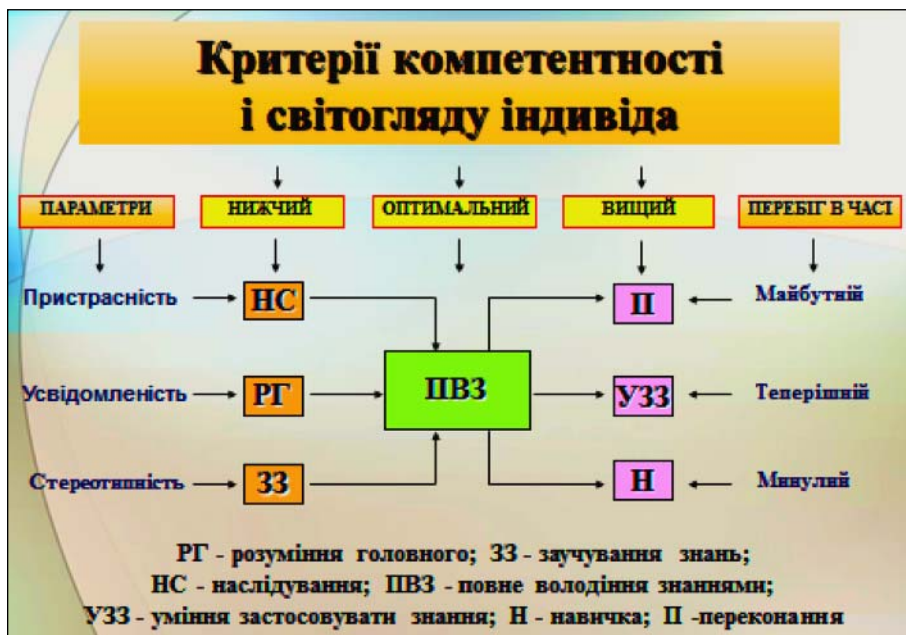 Критерії компетентності
і світогляду індивіда
ПАРАМЕТРИ
НИЖЧИЙ
ОПТИМАЛЬНИЙ
ВИЩИЙ
ПЕРЕБІГ В ЧАСІ
Пристрасність
НС
П
Майбутній
Усвідомленість
РГ
ПВЗ
УЗЗ
Теперішній
Стереотипність
ЗЗ
Н
Минулий
РГ - розуміння головного; ЗЗ - заучування знань;
НС - наслідування; ПВЗ - повне володіння знаннями;
УЗЗ - уміння застосовувати знання; Н - навичка; П -переконання